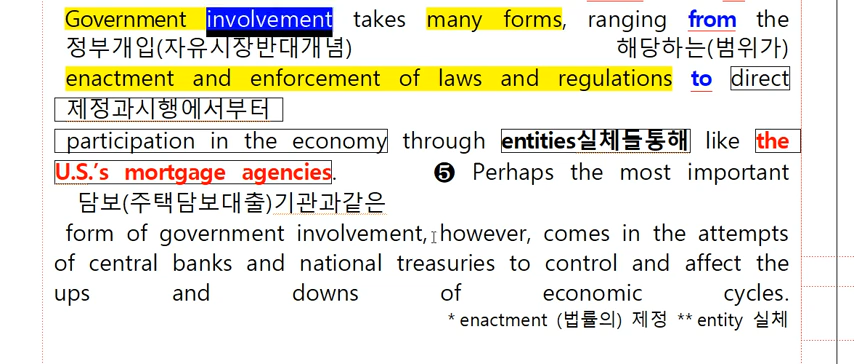 Government involvement takes many forms, ranging from the
정부개입(자유시장반대개념) 해당하는(범위가)
enactment and enforcement of laws and regulations to direct
제정과시행에서부터
participation in the economy through entities실체들통해 like the
U.S.'s mortgage agencies. ❺ Perhaps the most important
담보(주택담보대출)기관과같은
form of government involvement, however, comes in the attempts
of central banks and national treasuries to control and affect the
ups and downs of economic cycles.
* enactment (법률의) 제정 ** entity 실체